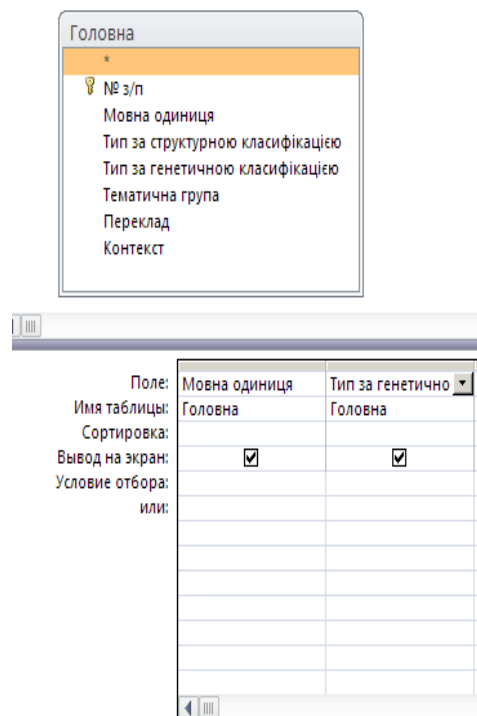 Головна
*
№ з/п
Мовна одиниця
Тип за структурною класифікацією
Тип за генетичною класифікацією
Тематична група
Переклад
Контекст
Поле: Мовна одиниця Тип за генетично
Имя таблицы: Головна Головна
Сортировка:
Вывод на экран:
Условие отбора:
или: